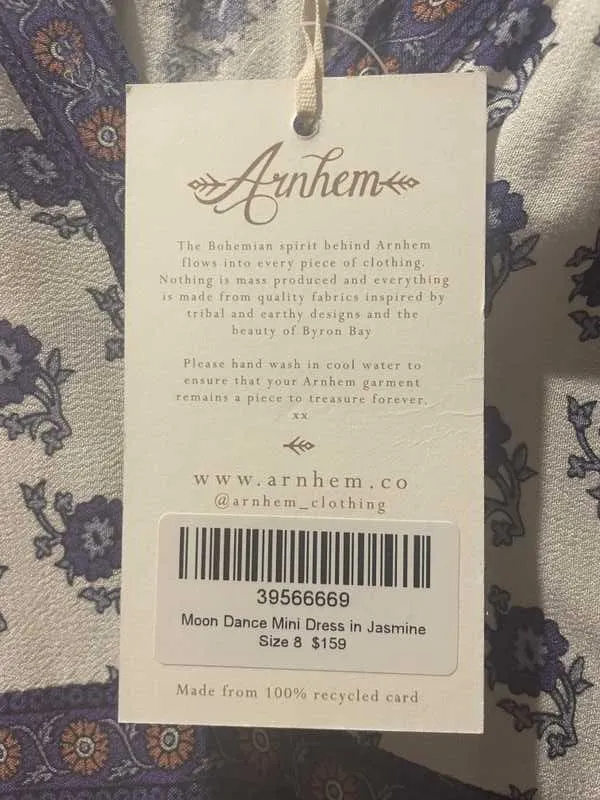 Arnhem
The Bohemian spirit behind Arnhem
flows into every piece of clothing.
Nothing is mass produced and everything
is made from quality fabrics inspired by
tribal and earthy designs and the
beauty of Byron Bay
Please hand wash in cool water to
ensure that your Arnhem garment
remains a piece to treasure forever.
xx
www.arnhem.co
@arnhem_clothing
39566669
Moon Dance Mini Dress in Jasmine
Size 8 $159
Made from 100% recycled card